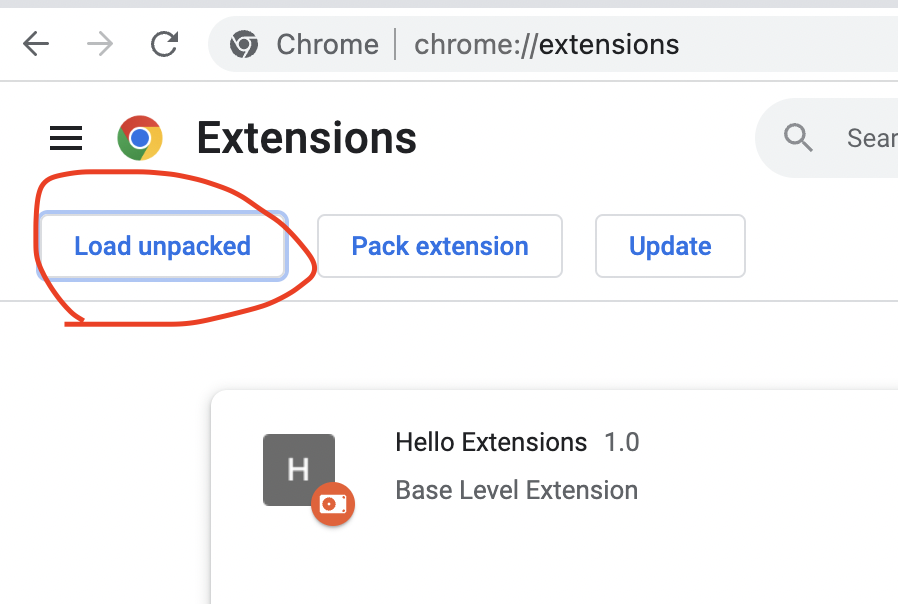 Chrome | chrome://extensions
Extensions
Sear
Load unpacked
Pack extension
Update
H
Hello Extensions 1.0
Base Level Extension